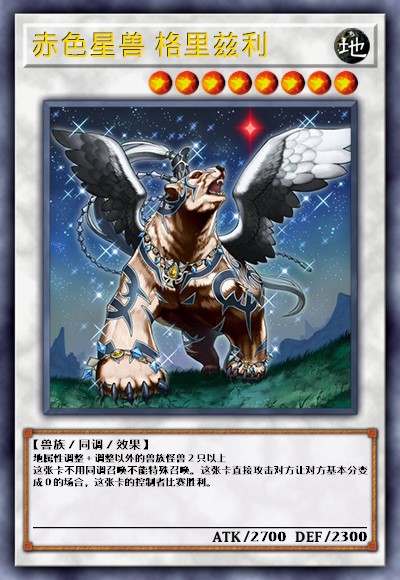 赤色星兽 格里兹利
地
【兽族／同调／效果】
地属性调整＋调整以外的兽族怪兽２只以上
这张卡不用同调召唤不能特殊召唤。这张卡直接攻击对方让对方基本分变
成０的场合，这张卡的控制者比赛胜利。
ATK/2700 DEF/2300